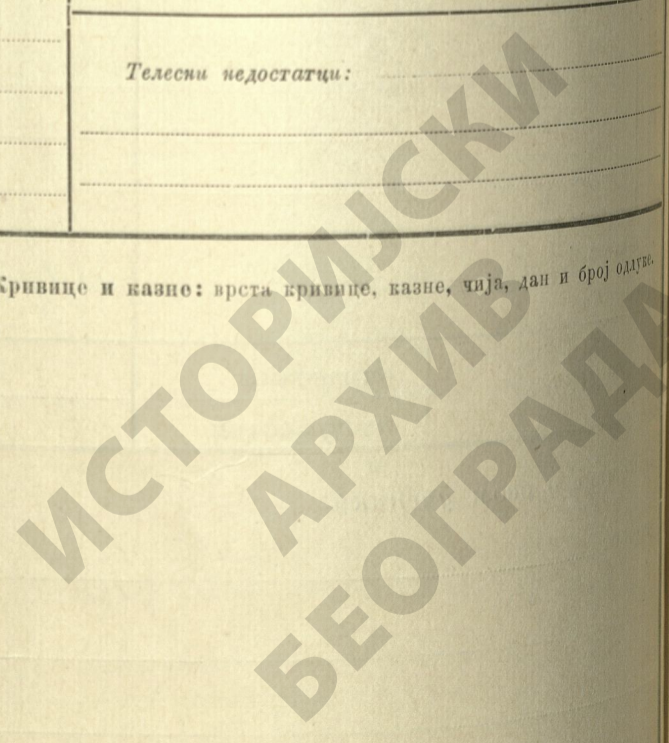 Телесни недостатци:
Кривице и казне: врста кривице, казне, чија, дан и број одлуке.
ИСТОРИЈСКИ
АРХИВ
БЕОГРАДА